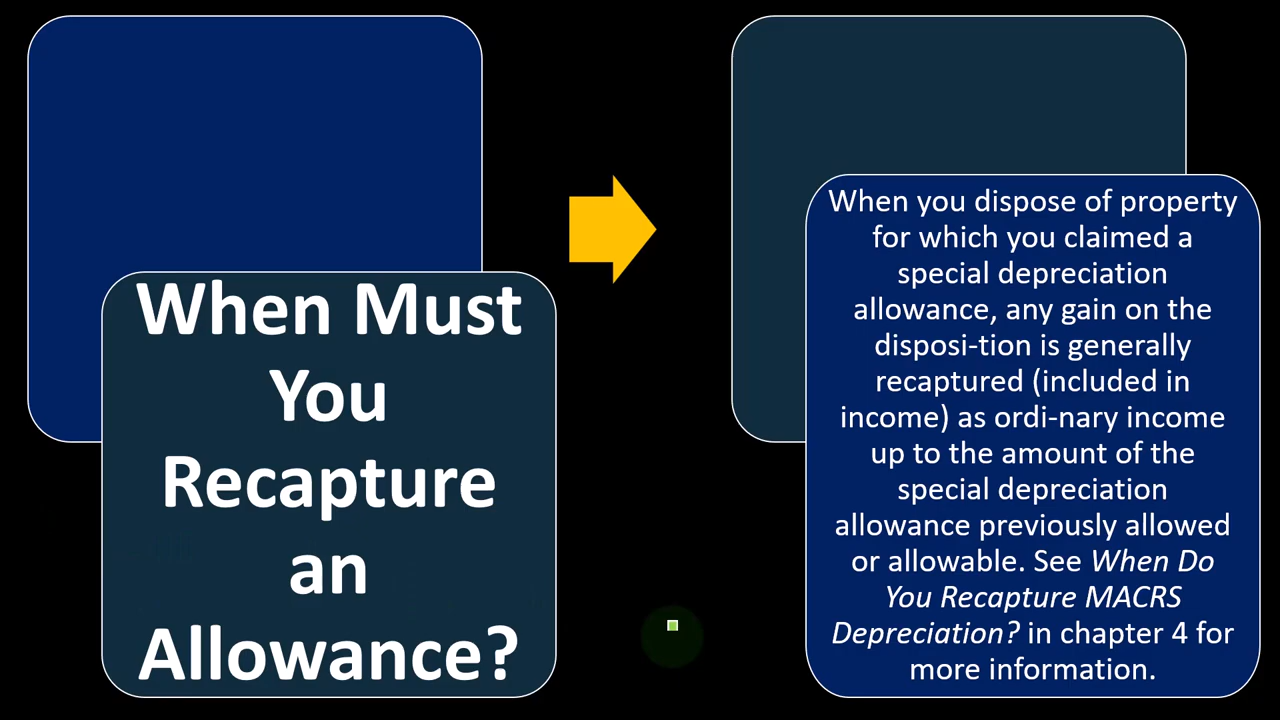 When Must
You
Recapture
an
Allowance?
When you dispose of property
for which you claimed a
special depreciation
allowance, any gain on the
disposi-tion is generally
recaptured (included in
income) as ordi-nary income
up to the amount of the
special depreciation
allowance previously allowed
or allowable. See When Do
You Recapture MACRS
Depreciation? in chapter 4 for
more information.